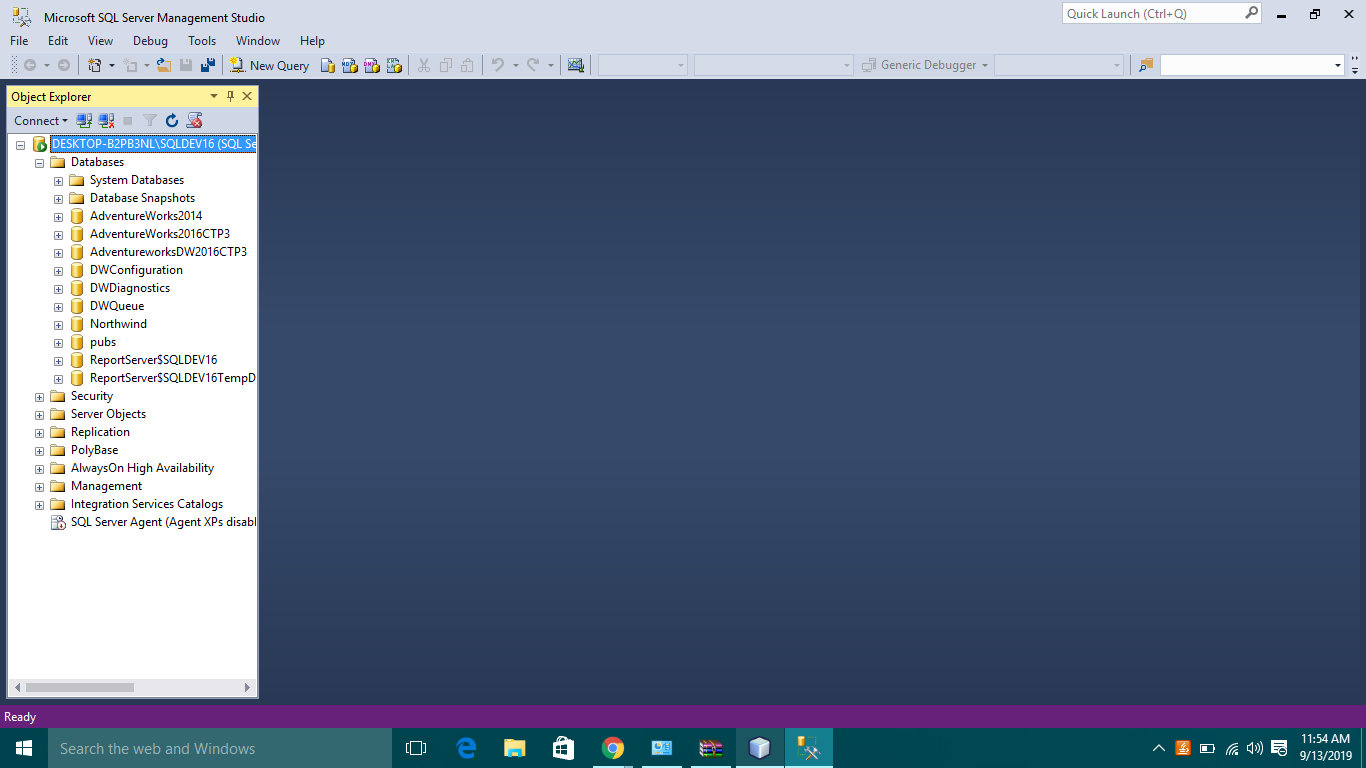 Microsoft SQL Server Management Studio
Quick Launch (Ctrl+Q)
File Edit View Debug Tools Window Help
New Query
Generic Debugger
Object Explorer
Connect
DESKTOP-B2PB3NL\SQLDEV16 (SQL Se
Databases
System Databases
Database Snapshots
AdventureWorks2014
AdventureWorks2016CTP3
AdventureworksDW2016CTP3
DWConfiguration
DWDiagnostics
DWQueue
Northwind
pubs
ReportServer$SQLDEV16
ReportServer$SQLDEV16TempD
Security
Server Objects
Replication
PolyBase
AlwaysOn High Availability
Management
Integration Services Catalogs
SQL Server Agent (Agent XPs disabl
Ready
Search the web and Windows
11:54 AM
9/13/2019